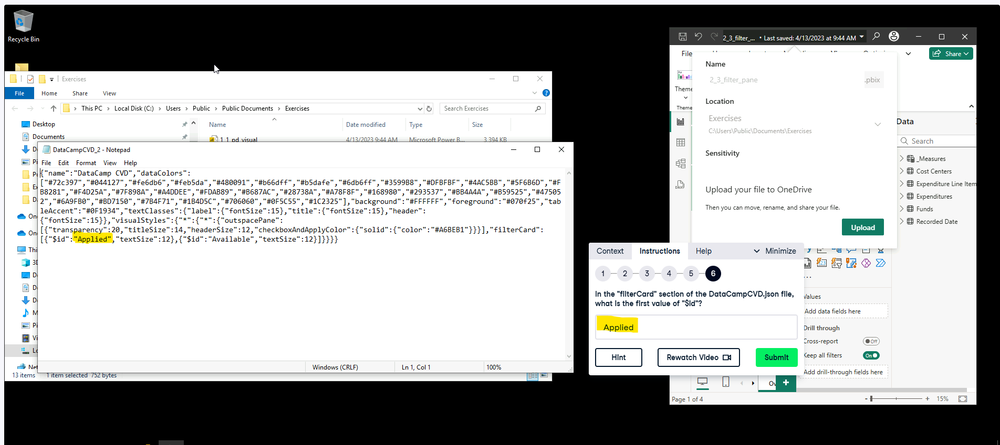 Recycle Bin
Exercises
File Home Share View
This PC > Local Disk (C:) > Users > Public > Public Documents > Exercises
Search Exercises
Name Date modified Type Size
Desktop
Documents
1_1_pd_visual 4/13/2023 9:44 AM Microsoft Power B... 3,394 KB
DataCampCVD_2 - Notepad
File Edit Format View Help
{"name":"DataCamp CVD","dataColors":
["#72c397","#044127","#fe6db6","#feb5da","#480091","#b66dff","#b5dafe","#6db6ff","#3599B8","#DFBFBF","#4AC5BB","#5F6B6D","#F
B8281","#F4D25A","#7F898A","#A4DDEE","#FDAB89","#B687AC","#28738A","#A78F8F","#168980","#293537","#BB4A4A","#B59525","#47505
2","#6A9FB0","#BD7150","#7B4F71","#1B4D5C","#706060","#0F5C55","#1C2325"],"background":"#FFFFFF","foreground":"#070f25","tab
leAccent":"#0F1934","textClasses":{"label":{"fontSize":15},"title":{"fontSize":15},"header":
{"fontSize":15}},"visualStyles":{"*":{"*":{"outspacePane":
[{"transparency":20,"titleSize":14,"headerSize":12,"checkboxAndApplyColor":{"solid":{"color":"#A6BEB1"}}}],"filterCard":
[{"$id":"Applied","textSize":12},{"$id":"Available","textSize":12}]}}}}
Windows (CRLF) Ln 1, Col 1 100%
13 items 1 item selected 752 bytes
2_3_filter_... • Last saved: 4/13/2023 at 9:44 AM
File
Share
Theme
Theme
Name
2_3_filter_pane .pbix
Location
Exercises
C:\Users\Public\Documents\Exercises
Sensitivity
Upload your file to OneDrive
Then you can move, rename, and share your file.
Upload
Data
Search
_Measures
Cost Centers
Expenditure Line Item
Expenditures
Funds
Recorded Date
Context Instructions Help Minimize
1 2 3 4 5 6
In the "filterCard" section of the DataCampCVD.json file,
what is the first value of "$id"?
Applied
Hint Rewatch Video Submit
Values
Add data fields here
Drill through
Cross-report Off
Keep all filters On
Add drill-through fields here
Ov
Page 1 of 4
- + 15%